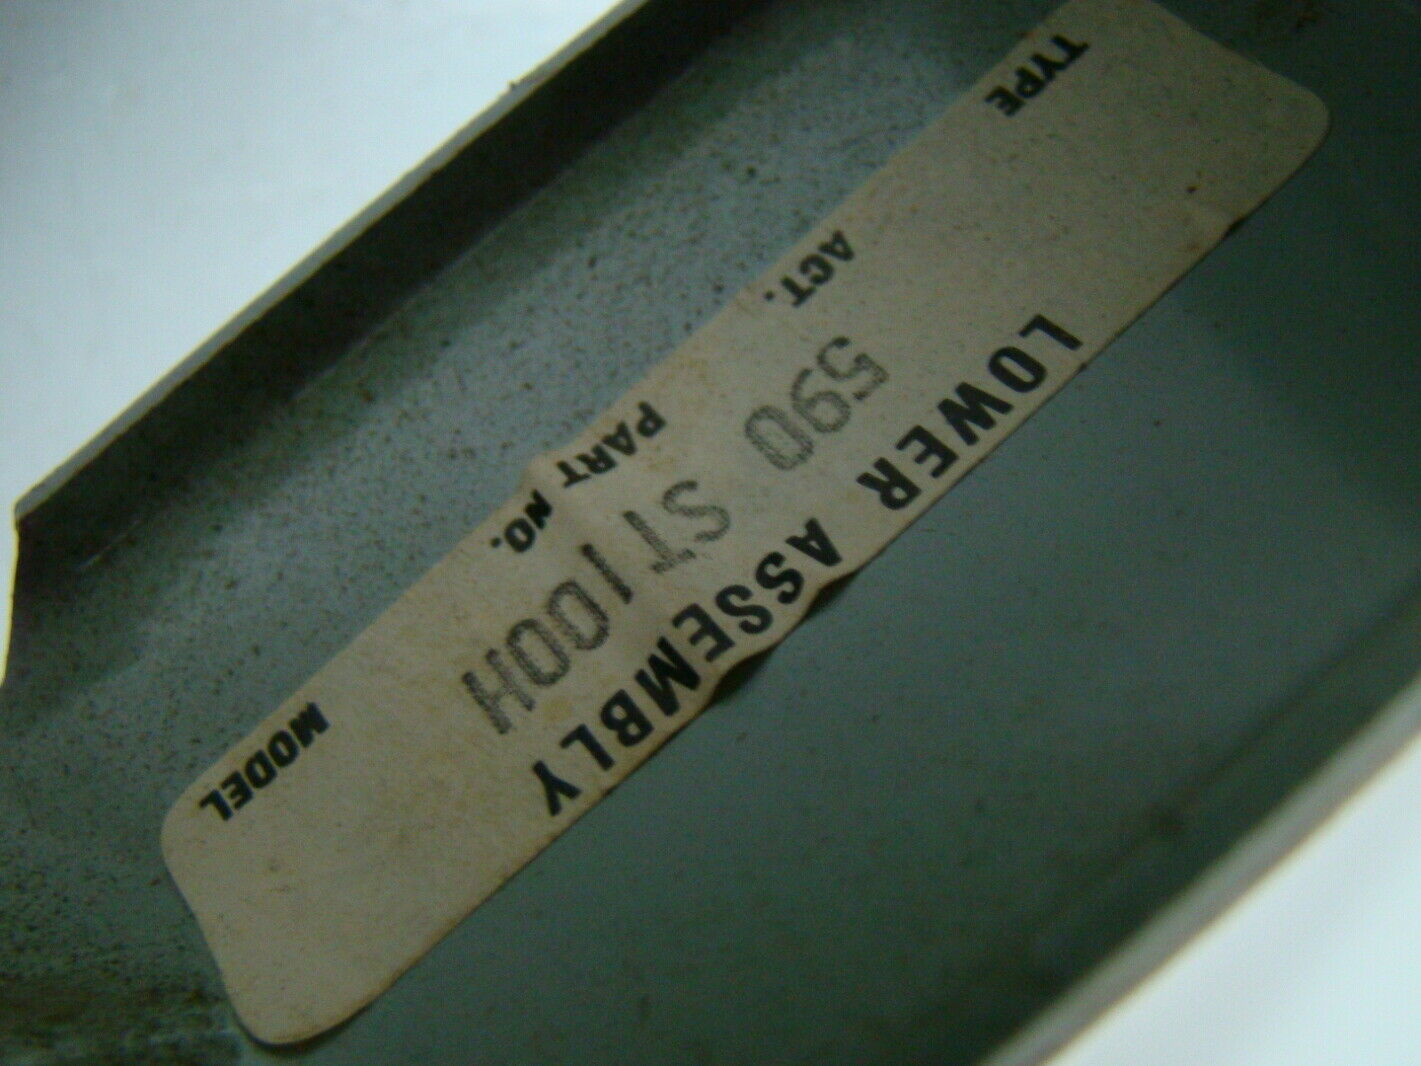 LOWER ASSEMBLY
590 ST100H
TYPE ACT. PART NO. MODEL